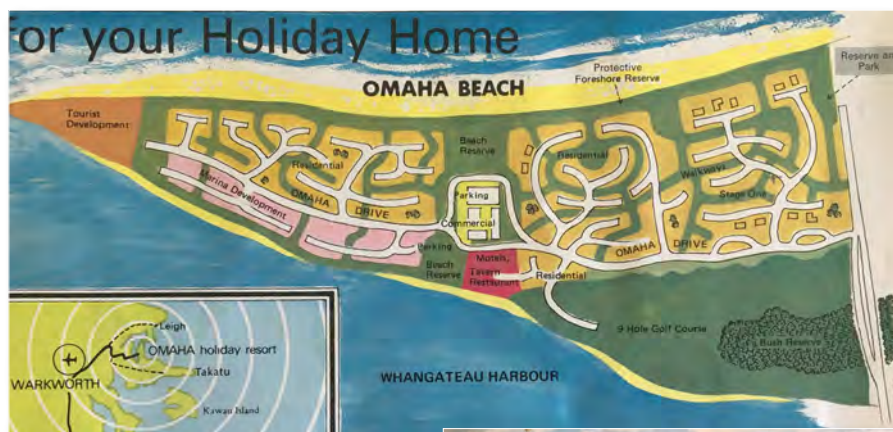 for your Holiday Home
OMAHA BEACH
Protective
Foreshore Reserve
Reserve an
Park
Tourist
Development
Beach
Reserve
Residential
Residential
Walkways
Marina Development
OMAHA
DRIVE
Parking
Commercial
Stage One
Parking
Beach
Reserve
Motels,
Tavern
Restaurant
Residential
OMAHA
DRIVE
9 Hole Golf Course
Bush Reserve
Leigh
OMAHA holiday resort
WARKWORTH
Takatu
Kawau Island
WHANGATEAU HARBOUR